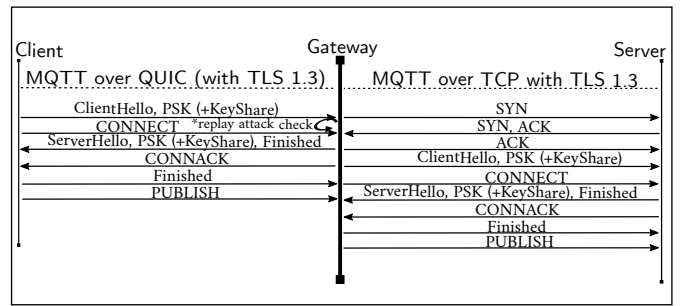 Client Gateway Server
MQTT over QUIC (with TLS 1.3) MQTT over TCP with TLS 1.3
ClientHello, PSK (+KeyShare)
CONNECT *replay attack check
ServerHello, PSK (+KeyShare), Finished
CONNACK
Finished
PUBLISH
SYN
SYN, ACK
ACK
ClientHello, PSK (+KeyShare)
CONNECT
ServerHello, PSK (+KeyShare), Finished
CONNACK
Finished
PUBLISH